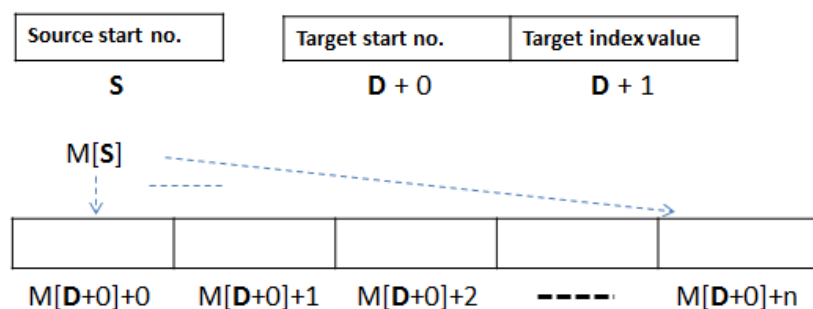 Source start no. Target start no. Target index value
S D + 0 D + 1
M[S]
M[D+0]+0 M[D+0]+1 M[D+0]+2 ----- M[D+0]+n